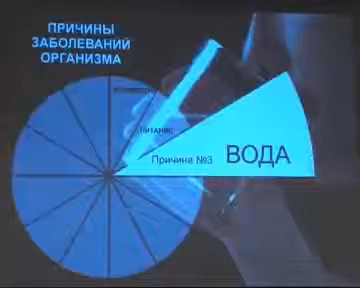 ПРИЧИНЫ
ЗАБОЛЕВАНИЙ
ОРГАНИЗМА
ПИТАНИЕ
Причина №3
ВОДА